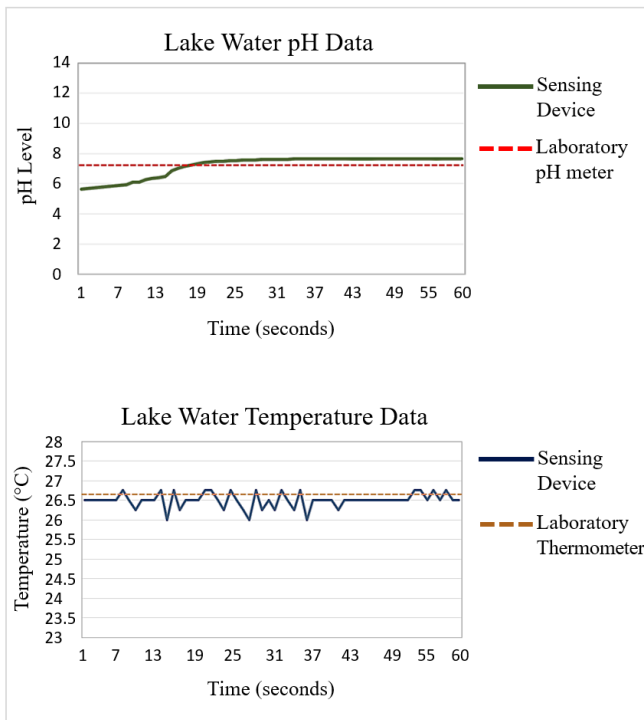 Lake Water pH Data
14
12
10
8
6
4
2
0
pH Level
1 7 13 19 25 31 37 43 49 55 60
Time (seconds)
Sensing
Device
Laboratory
pH meter
Lake Water Temperature Data
28
27.5
27
26.5
26
25.5
25
24.5
24
23.5
23
Temperature (°C)
1 7 13 19 25 31 37 43 49 55 60
Time (seconds)
Sensing
Device
Laboratory
Thermometer